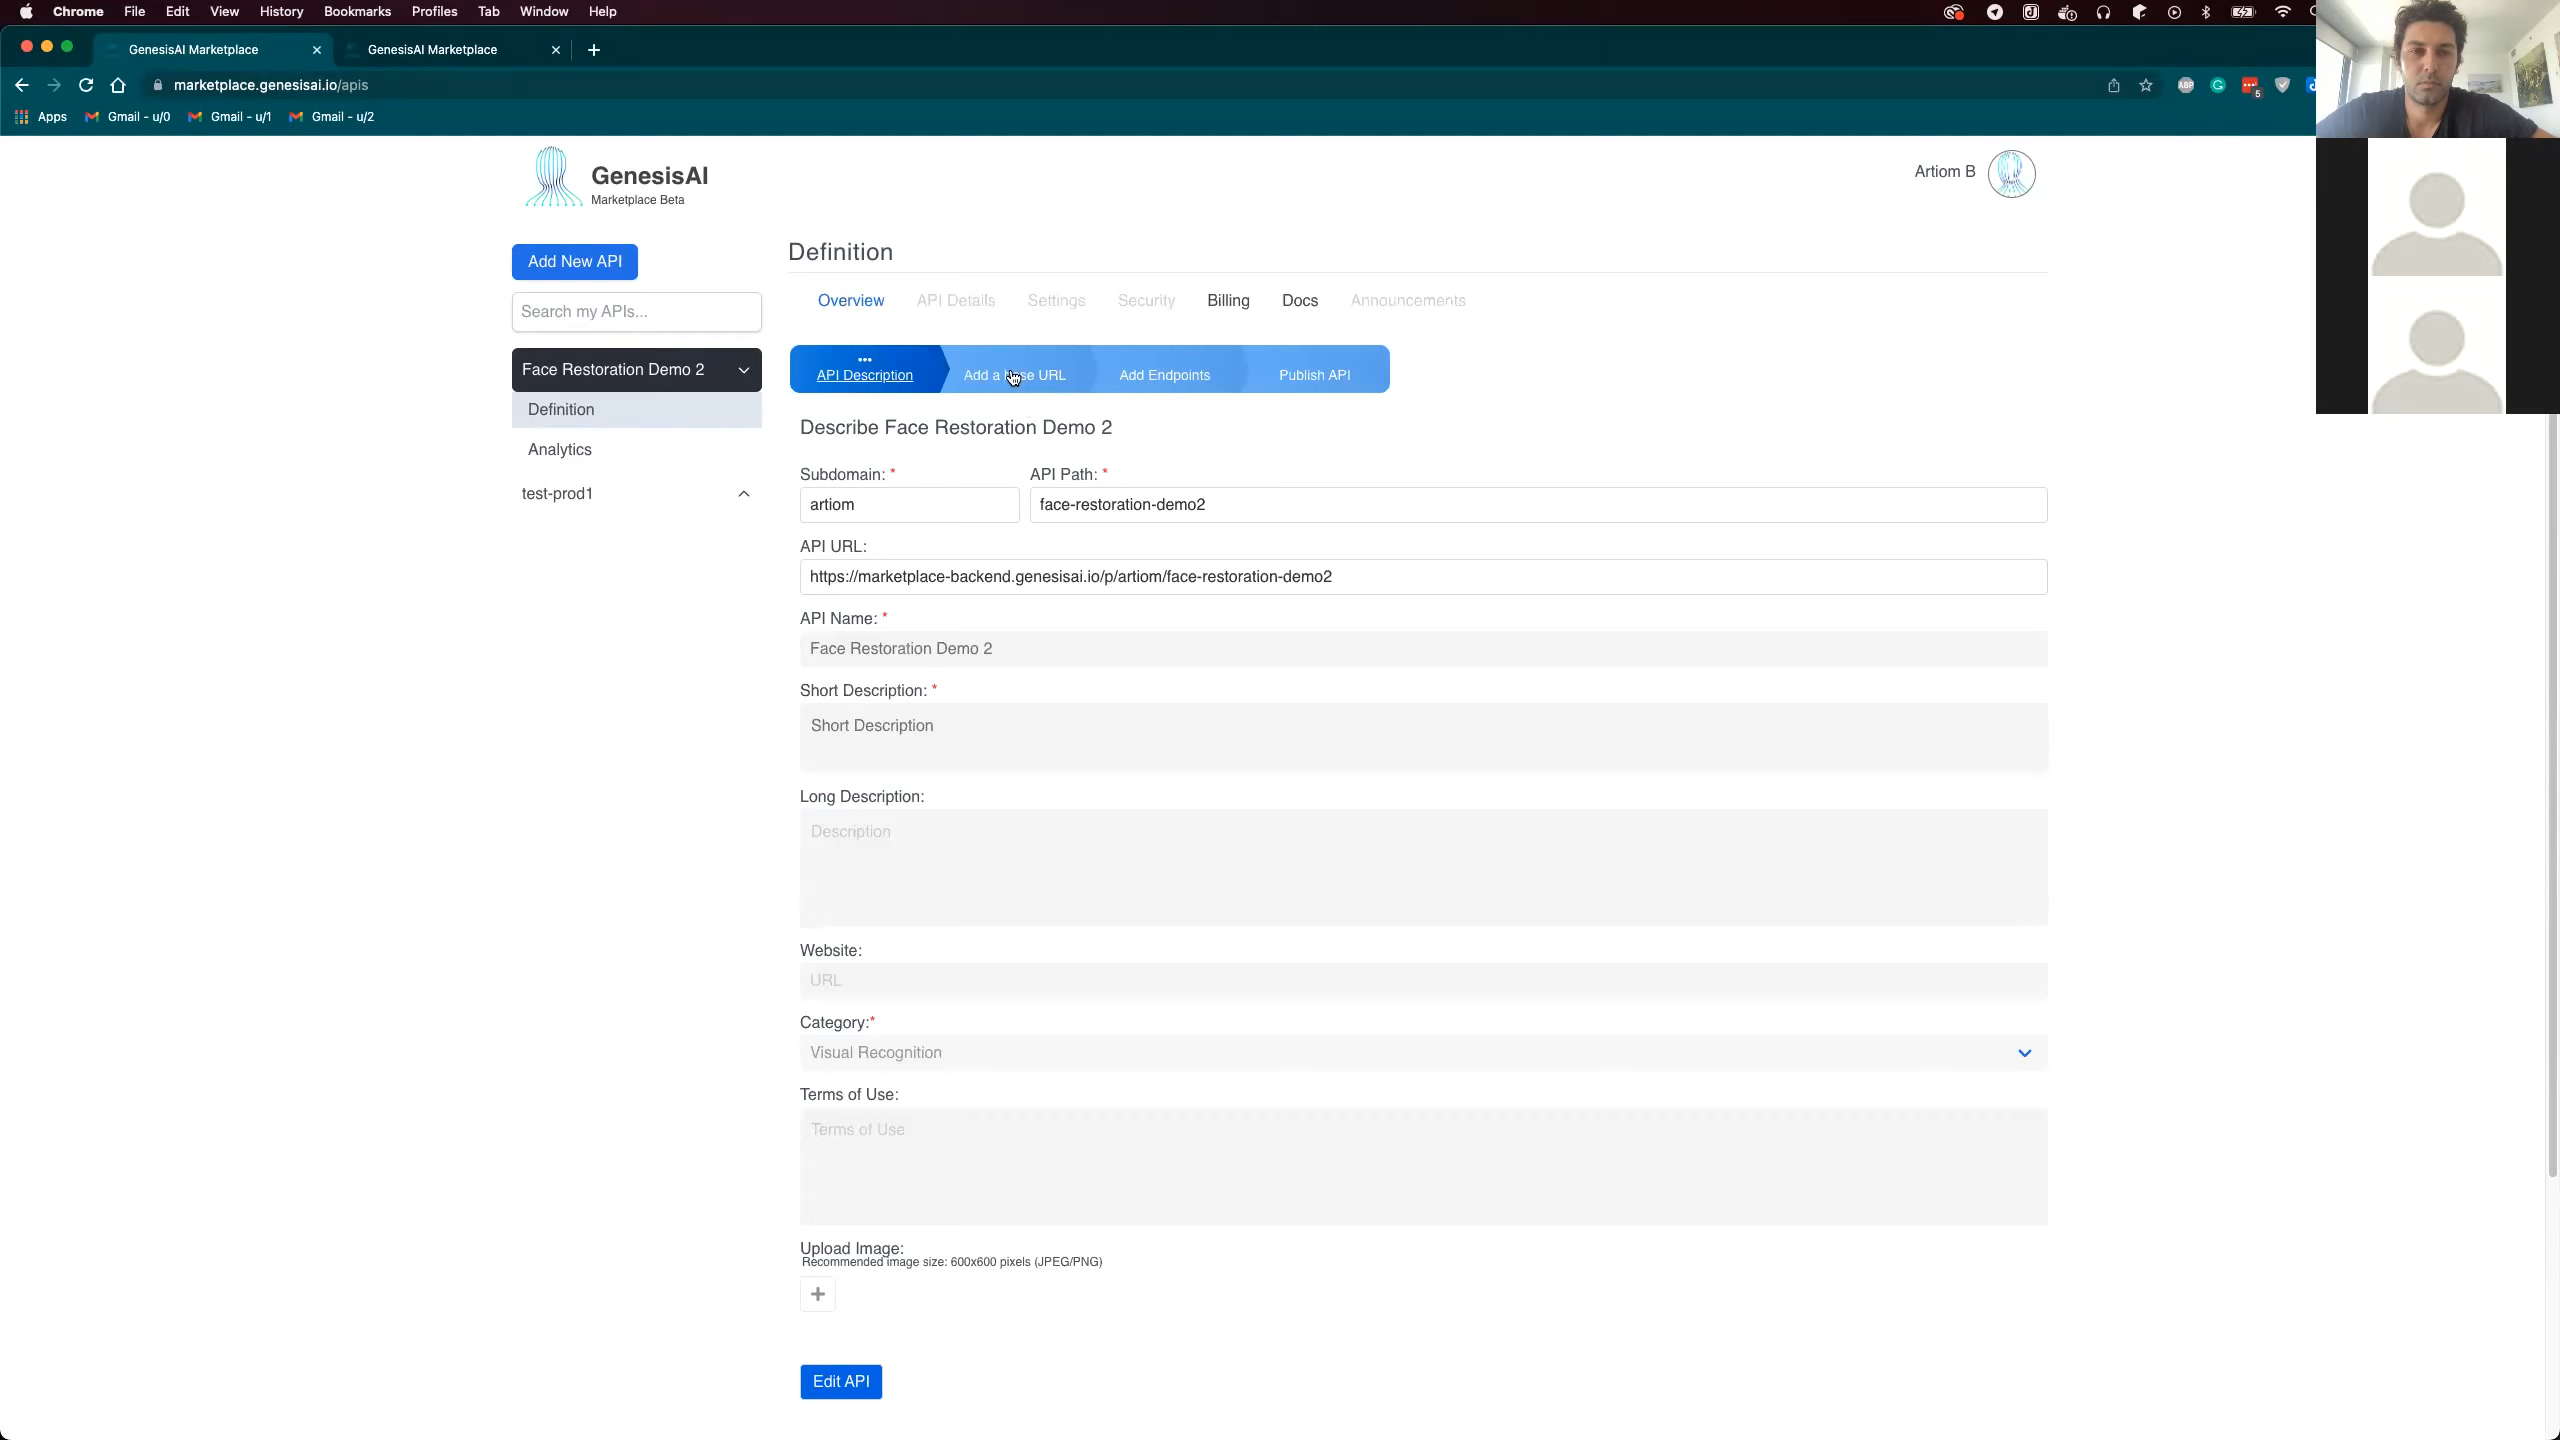 Chrome File Edit View History Bookmarks Profiles Tab Window Help
GenesisAI Marketplace GenesisAI Marketplace
marketplace.genesisai.io/apis
ABP 5
Apps Gmail - u/0 Gmail - u/1 Gmail - u/2
GenesisAI
Marketplace Beta
Artiom B
Add New API
Search my APIs...
Face Restoration Demo 2
Definition
Analytics
test-prod1
Definition
Overview API Details Settings Security Billing Docs Announcements
API Description Add a base URL Add Endpoints Publish API
Describe Face Restoration Demo 2
Subdomain: * API Path: *
artiom face-restoration-demo2
API URL:
https://marketplace-backend.genesisai.io/p/artiom/face-restoration-demo2
API Name: *
Face Restoration Demo 2
Short Description: *
Short Description
Long Description:
Description
Website:
URL
Category:*
Visual Recognition
Terms of Use:
Terms of Use
Upload Image:
Recommended image size: 600x600 pixels (JPEG/PNG)
Edit API